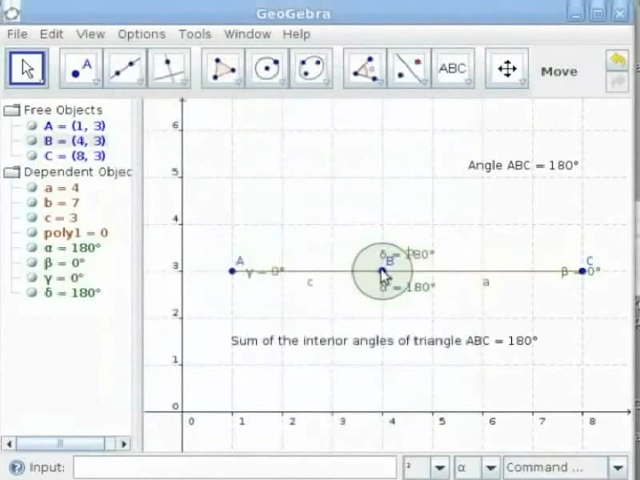 GeoGebra
File Edit View Options Tools Window Help
A
ABC
Move
Free Objects
A = (1, 3)
B = (4, 3)
C = (8, 3)
Dependent Objec
a = 4
b = 7
c = 3
poly1 = 0
α = 180°
β = 0°
γ = 0°
δ = 180°
6
5
4
3
2
1
0
Angle ABC = 180°
δ = 180°
A
B
C
γ = 0°
β = 0°
c
a
α = 180°
Sum of the interior angles of triangle ABC = 180°
0 1 2 3 4 5 6 7 8
Input:
²
α
Command ...